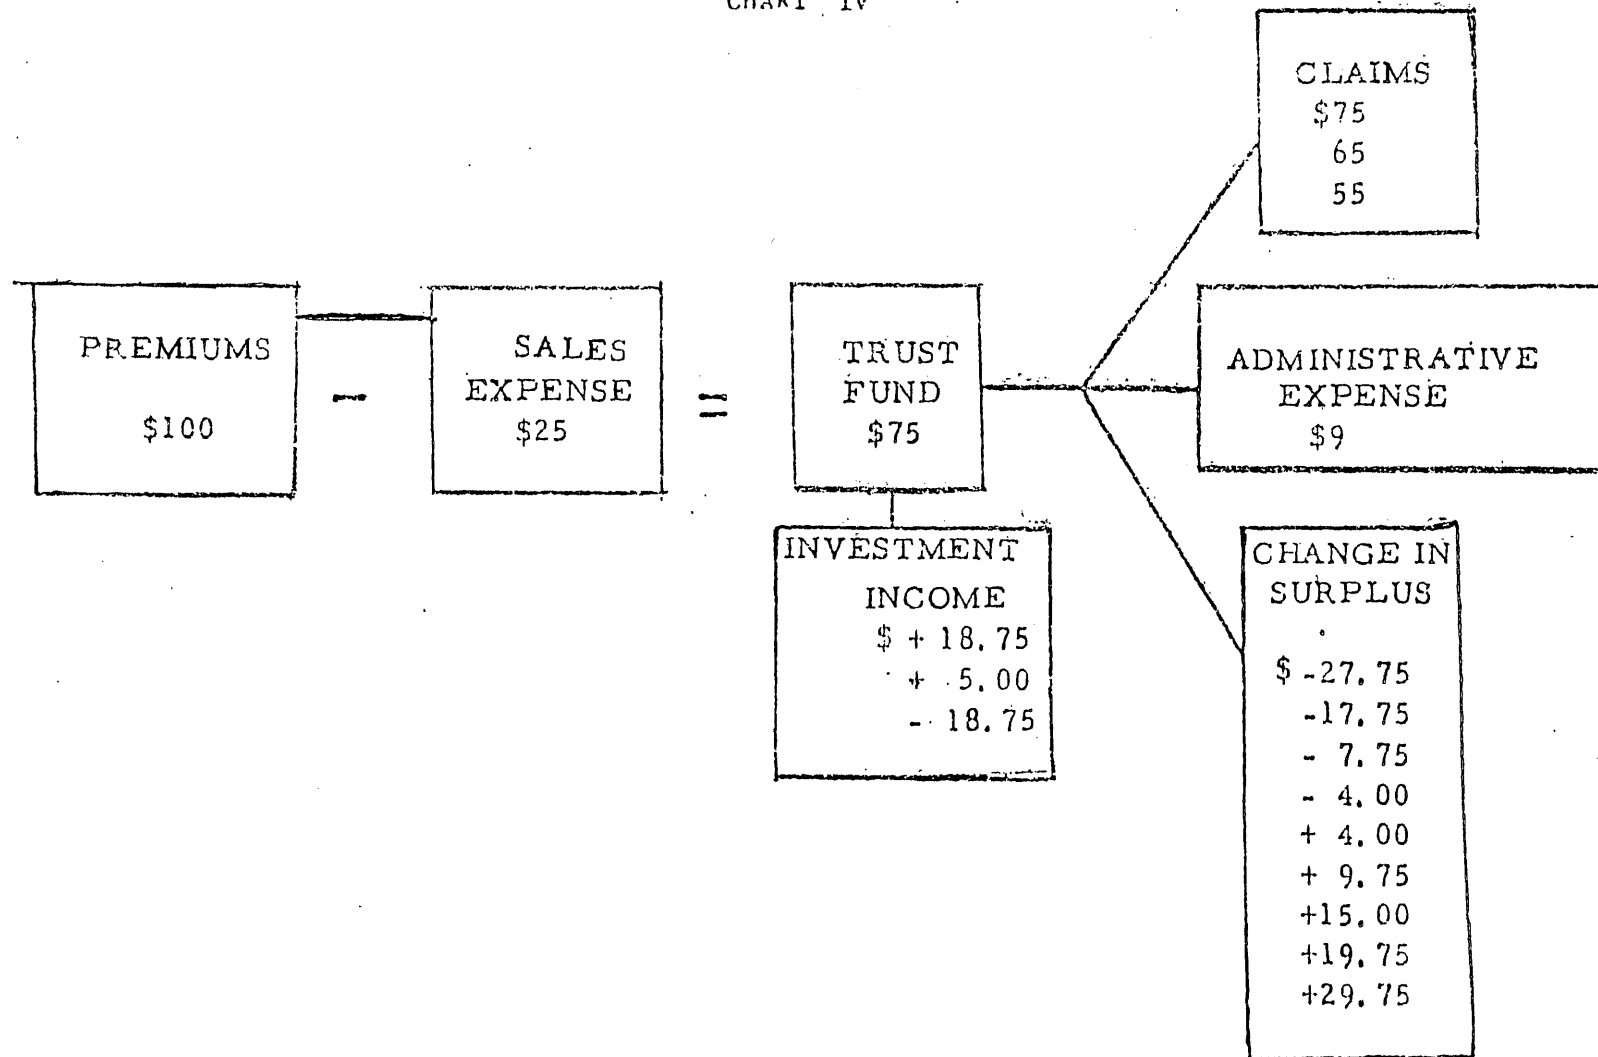 CHART IV
CLAIMS
$75
65
55
PREMIUMS
$100
-
SALES
EXPENSE
$25
=
TRUST
FUND
$75
ADMINISTRATIVE
EXPENSE
$9
INVESTMENT
INCOME
$ + 18.75
+ 5.00
- 18.75
CHANGE IN
SURPLUS
$ -27.75
-17.75
- 7.75
- 4.00
+ 4.00
+ 9.75
+15.00
+19.75
+29.75